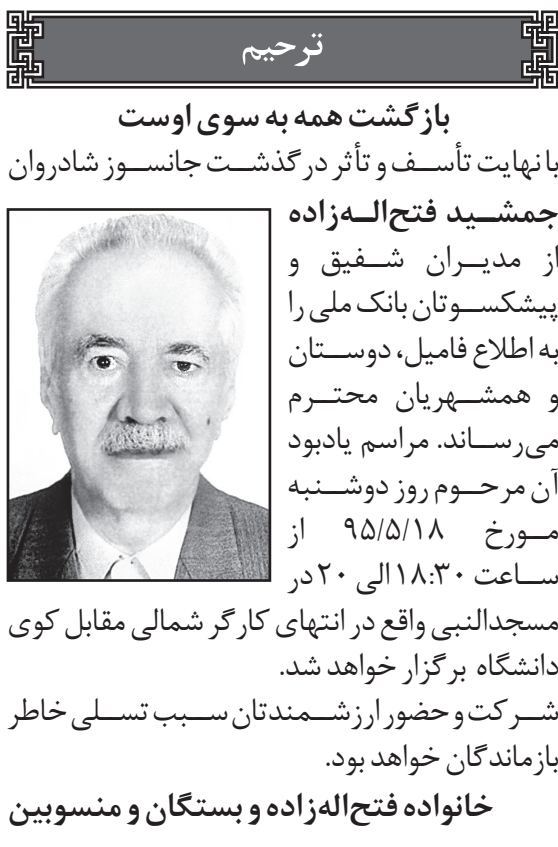 ترحیم
بازگشت همه به سوی اوست
با نهایت تأسف و تأثر درگذشت جانسوز شادروان
جمشید فتح‌اله‌زاده
از مدیران شفیق و
پیشکسوتان بانک ملی را
به اطلاع فامیل، دوستان
و همشهریان محترم
می‌رساند. مراسم یادبود
آن مرحوم روز دوشنبه
مورخ ۹۵/۵/۱۸ از
ساعت ۱۸:۳۰ الی ۲۰ در
مسجدالنبی واقع در انتهای کارگر شمالی مقابل کوی
دانشگاه برگزار خواهد شد.
شرکت و حضور ارزشمندتان سبب تسلی خاطر
بازماندگان خواهد بود.
خانواده فتح‌اله‌زاده و بستگان و منسوبین